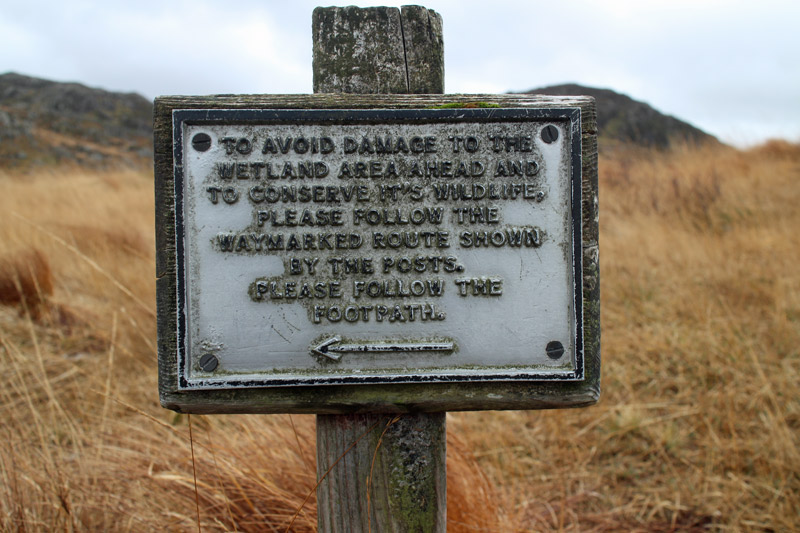 TO AVOID DAMAGE TO THE
WETLAND AREA AHEAD AND
TO CONSERVE IT'S WILDLIFE,
PLEASE FOLLOW THE
WAYMARKED ROUTE SHOWN
BY THE POSTS.
PLEASE FOLLOW THE
FOOTPATH.